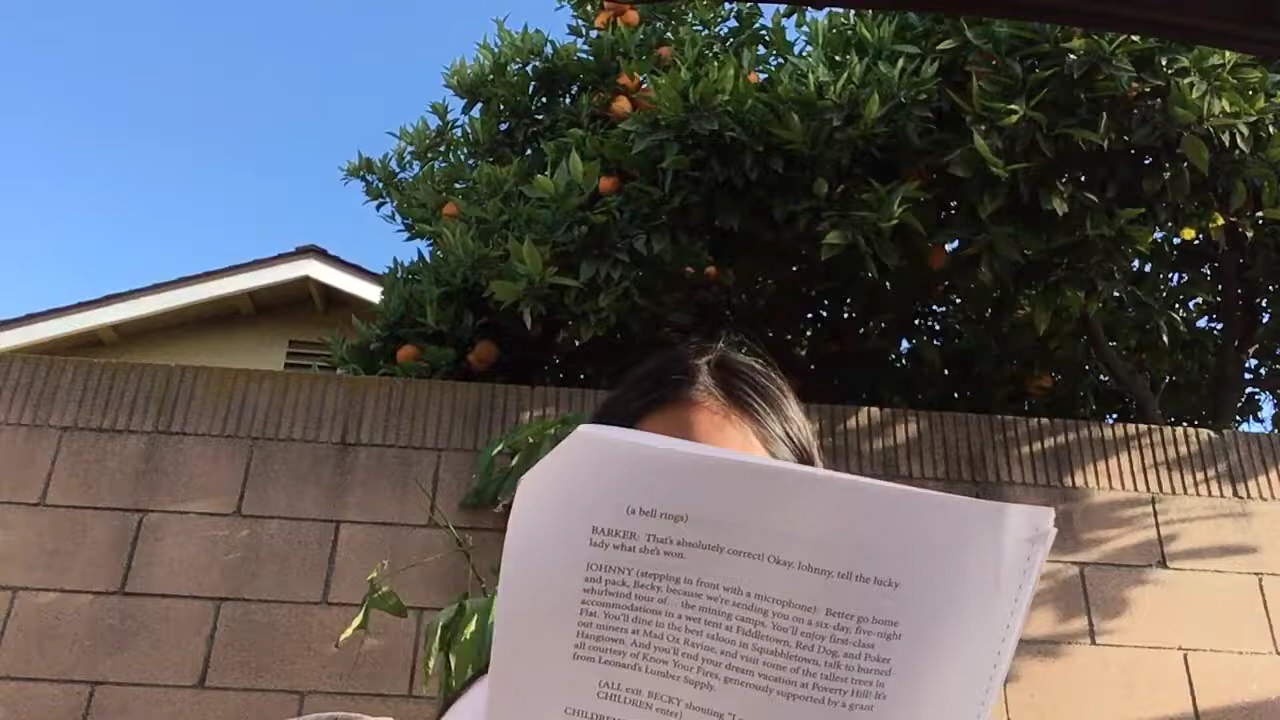 (a bell rings)
BARKER: That's absolutely correct! Okay, Johnny, tell the lucky
lady what she's won.
JOHNNY (stepping in front with a microphone): Better go home
and pack, Becky, because we're sending you on a six-day, five-night
whirlwind tour of... the mining camps. You'll enjoy first-class
accommodations in a wet tent at Fiddletown, Red Dog, and Poker
Flat. You'll dine in the best saloon in Squabbletown, talk to burned
out miners at Mad Ox Ravine, and visit some of the tallest trees in
Hangtown. And you'll end your dream vacation at Poverty Hill! It's
all courtesy of Know Your Fires, generously supported by a grant
from Leonard's Lumber Supply.
(ALL exit. BECKY shouting
CHILDREN enter)